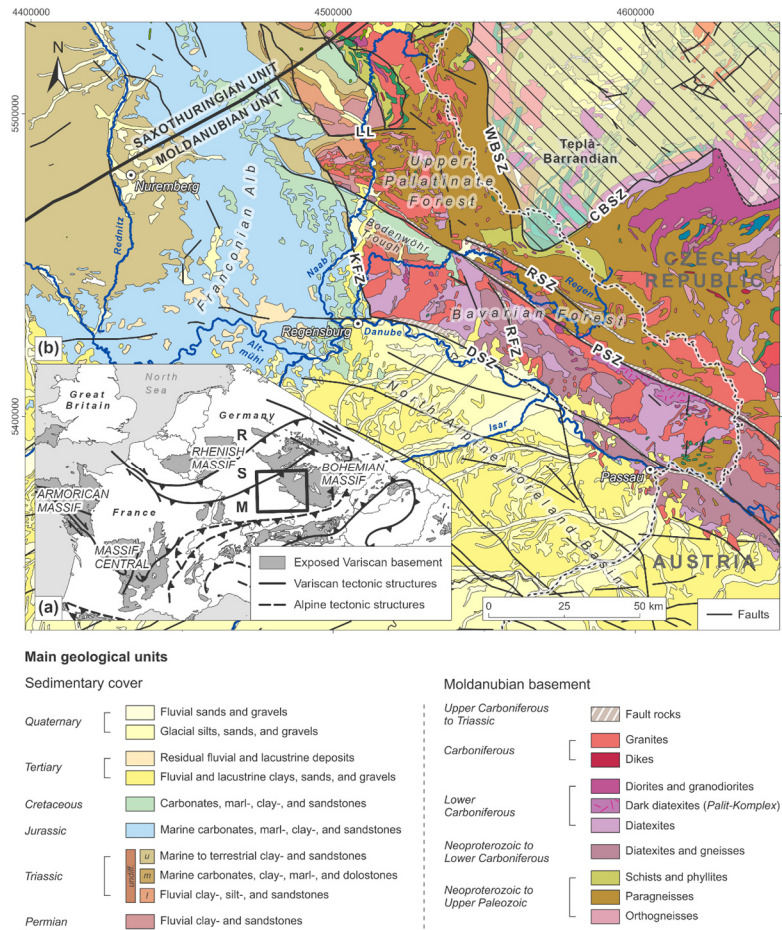 4400000
4500000
4600000
5500000
5400000
N
SAXOTHURINGIAN UNIT
MOLDANUBIAN UNIT
Nuremberg
Rednitz
Franconian Alb
LL
Upper
Palatinate
Forest
WBSZ
Teplá-
Barrandian
CBSZ
CZECH
REPUBLIC
Bodenwöhr
Trough
Naab
KFZ
RSZ
Regen
Bavarian Forest
Regensburg
Danube
RFZ
PSZ
DSZ
Alt-
mühl
Isar
North Alpine Foreland Basin
Passau
AUSTRIA
(b)
North
Sea
Great
Britain
Germany
R
RHENISH
MASSIF
S
BOHEMIAN
MASSIF
M
ARMORICAN
MASSIF
France
MASSIF
CENTRAL
V
(a)
Exposed Variscan basement
Variscan tectonic structures
Alpine tectonic structures
0 25 50 km
Faults
Main geological units
Sedimentary cover
Quaternary
Fluvial sands and gravels
Glacial silts, sands, and gravels
Tertiary
Residual fluvial and lacustrine deposits
Fluvial and lacustrine clays, sands, and gravels
Cretaceous
Carbonates, marl-, clay-, and sandstones
Jurassic
Marine carbonates, marl-, clay-, and sandstones
Triassic
undiff.
u Marine to terrestrial clay- and sandstones
m Marine carbonates, clay-, marl-, and dolostones
l Fluvial clay-, silt-, and sandstones
Permian
Fluvial clay- and sandstones
Moldanubian basement
Upper Carboniferous
to Triassic
Fault rocks
Carboniferous
Granites
Dikes
Lower
Carboniferous
Diorites and granodiorites
Dark diatexites (Palit-Komplex)
Diatexites
Neoproterozoic to
Lower Carboniferous
Diatexites and gneisses
Neoproterozoic to
Upper Paleozoic
Schists and phyllites
Paragneisses
Orthogneisses